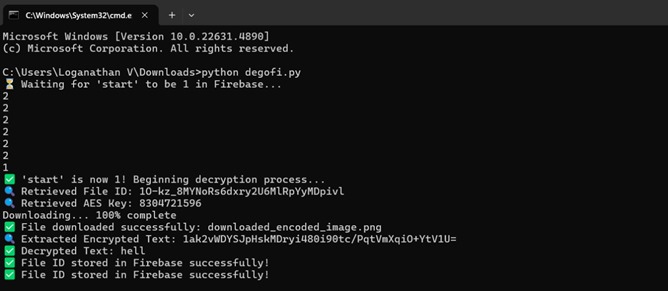 C:\Windows\System32\cmd.e
Microsoft Windows [Version 10.0.22631.4890]
(c) Microsoft Corporation. All rights reserved.
C:\Users\Loganathan V\Downloads>python degofi.py
⏳ Waiting for 'start' to be 1 in Firebase...
2
2
2
2
2
2
1
✅ 'start' is now 1! Beginning decryption process...
🔍 Retrieved File ID: 1O-kz_8MYNoRs6dxry2U6MlRpYyMDpivl
🔍 Retrieved AES Key: 8304721596
Downloading... 100% complete
✅ File downloaded successfully: downloaded_encoded_image.png
🔍 Extracted Encrypted Text: 1ak2vWDYSJpHskMDryi480i90tc/PqtVmXqiO+YtV1U=
✅ Decrypted Text: hell
✅ File ID stored in Firebase successfully!
✅ File ID stored in Firebase successfully!